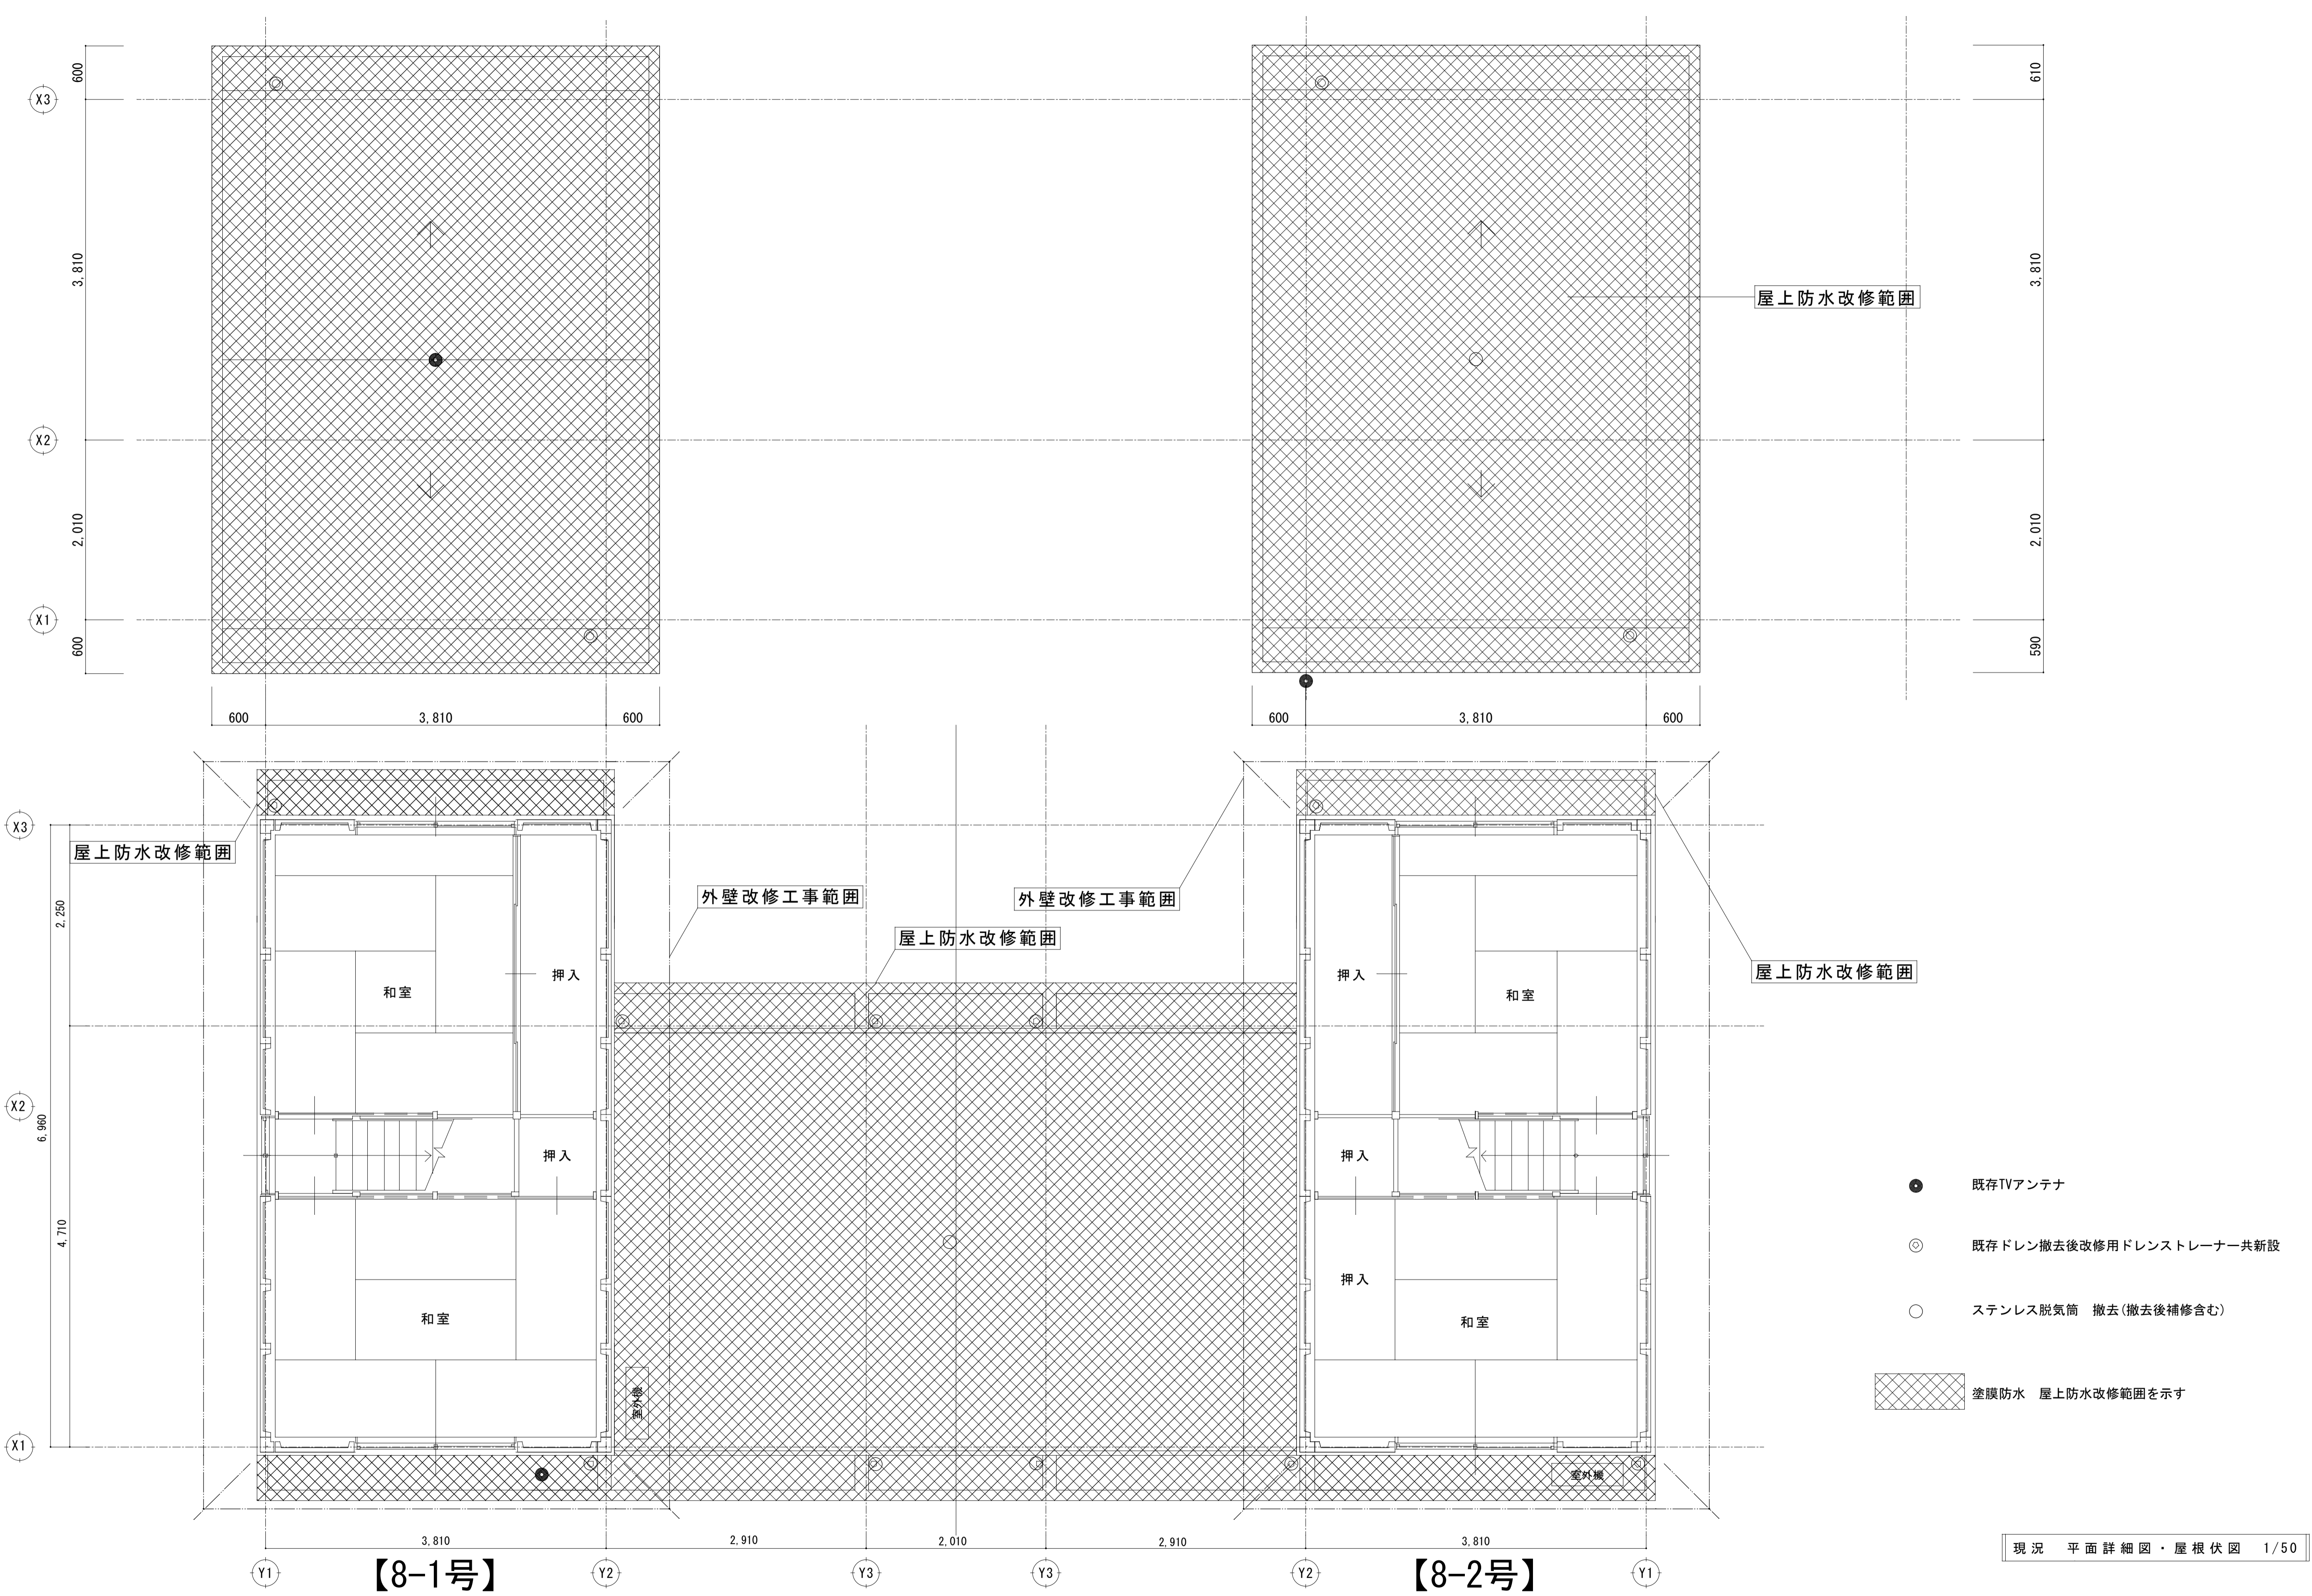 600
610
X3
3,810
3,810
屋上防水改修範囲
X2
2,010
2,010
X1
600
590
600
3,810
600
600
3,810
600
X3
屋上防水改修範囲
2,250
外壁改修工事範囲
外壁改修工事範囲
屋上防水改修範囲
屋上防水改修範囲
押入
和室
押入
和室
X2
6,960
押入
押入
4,710
既存TVアンテナ
既存ドレン撤去後改修用ドレンストレーナー共新設
押入
ステンレス脱気筒　撤去(撤去後補修含む)
和室
和室
室外機
塗膜防水　屋上防水改修範囲を示す
X1
室外機
3,810
2,910
2,010
2,910
3,810
現況　平面詳細図・屋根伏図　1/50
Y1
【8-1号】
Y2
Y3
Y3
Y2
【8-2号】
Y1